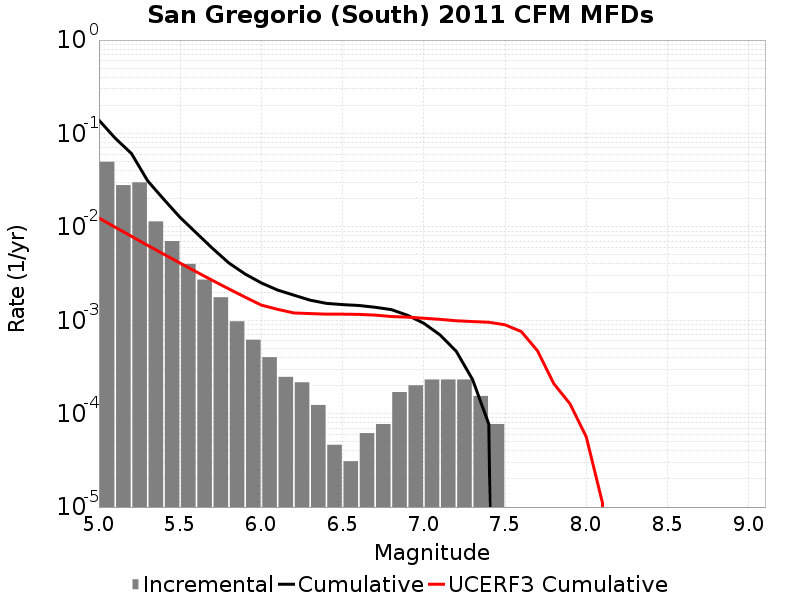 San Gregorio (South) 2011 CFM MFDs
Rate (1/yr)
10^0
10^-1
10^-2
10^-3
10^-4
10^-5
5.0 5.5 6.0 6.5 7.0 7.5 8.0 8.5 9.0
Magnitude
Incremental Cumulative UCERF3 Cumulative